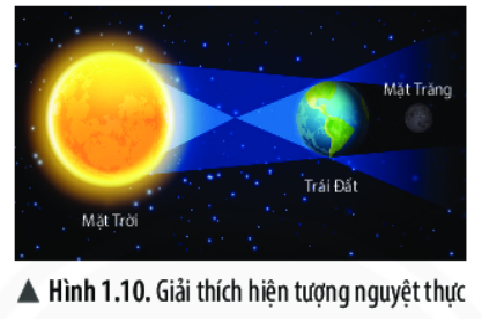 Mặt Trăng
Trái Đất
Mặt Trời
▲ Hình 1.10. Giải thích hiện tượng nguyệt thực